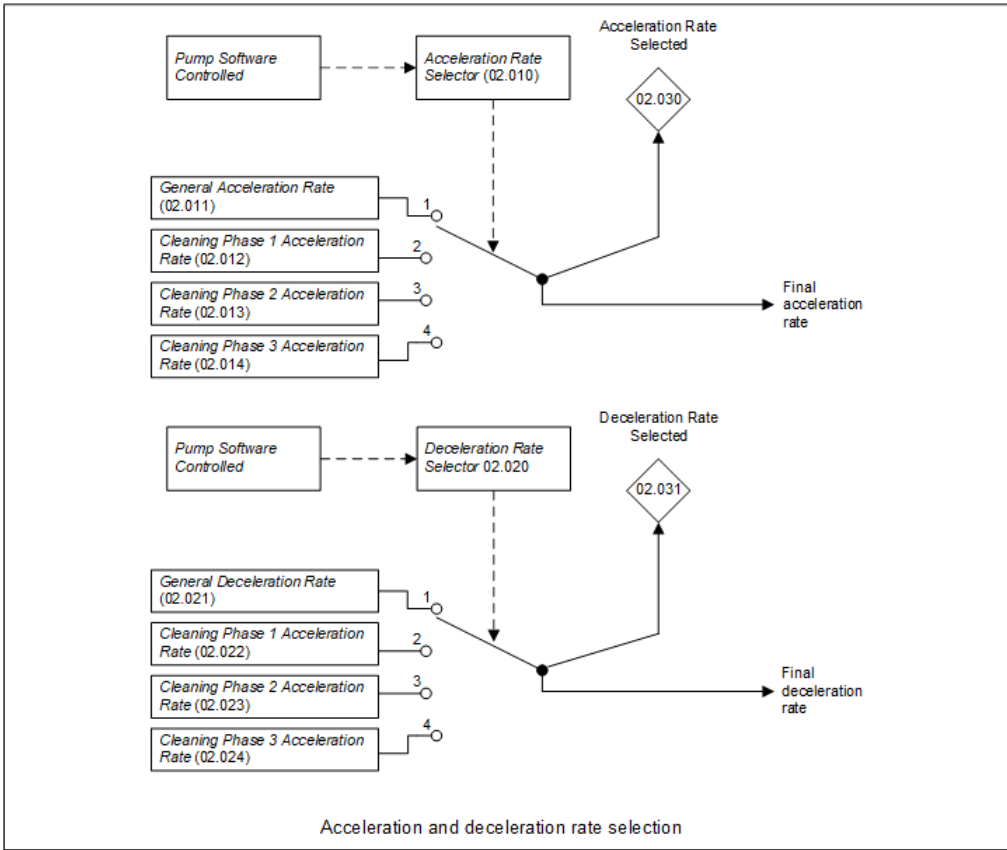 Acceleration Rate
Selected
Pump Software
Controlled
Acceleration Rate
Selector (02.010)
02.030
General Acceleration Rate
(02.011)
1
Cleaning Phase 1 Acceleration
Rate (02.012)
2
Cleaning Phase 2 Acceleration
Rate (02.013)
3
Cleaning Phase 3 Acceleration
Rate (02.014)
4
Final
acceleration
rate
Deceleration Rate
Selected
Pump Software
Controlled
Deceleration Rate
Selector 02.020
02.031
General Deceleration Rate
(02.021)
1
Cleaning Phase 1 Acceleration
Rate (02.022)
2
Cleaning Phase 2 Acceleration
Rate (02.023)
3
Cleaning Phase 3 Acceleration
Rate (02.024)
4
Final
deceleration
rate
Acceleration and deceleration rate selection